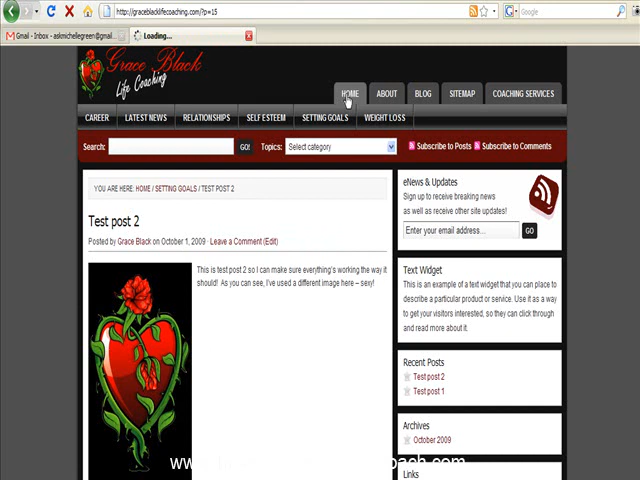 http://graceblacklifecoaching.com/?p=15
Google
Gmail - Inbox - askmichellegreen@gmail...
Loading...
Grace Black
Life Coaching
HOME ABOUT BLOG SITEMAP COACHING SERVICES
CAREER LATEST NEWS RELATIONSHIPS SELF ESTEEM SETTING GOALS WEIGHT LOSS
Search: GO! Topics: Select category Subscribe to Posts Subscribe to Comments
YOU ARE HERE: HOME / SETTING GOALS / TEST POST 2
Test post 2
Posted by Grace Black on October 1, 2009 · Leave a Comment (Edit)
This is test post 2 so I can make sure everything's working the way it
should! As you can see, I've used a different image here – sexy!
eNews & Updates
Sign up to receive breaking news
as well as receive other site updates!
Enter your email address... GO
Text Widget
This is an example of a text widget that you can place to
describe a particular product or service. Use it as a way
to get your visitors interested, so they can click through
and read more about it.
Recent Posts
Test post 2
Test post 1
Archives
October 2009
Links